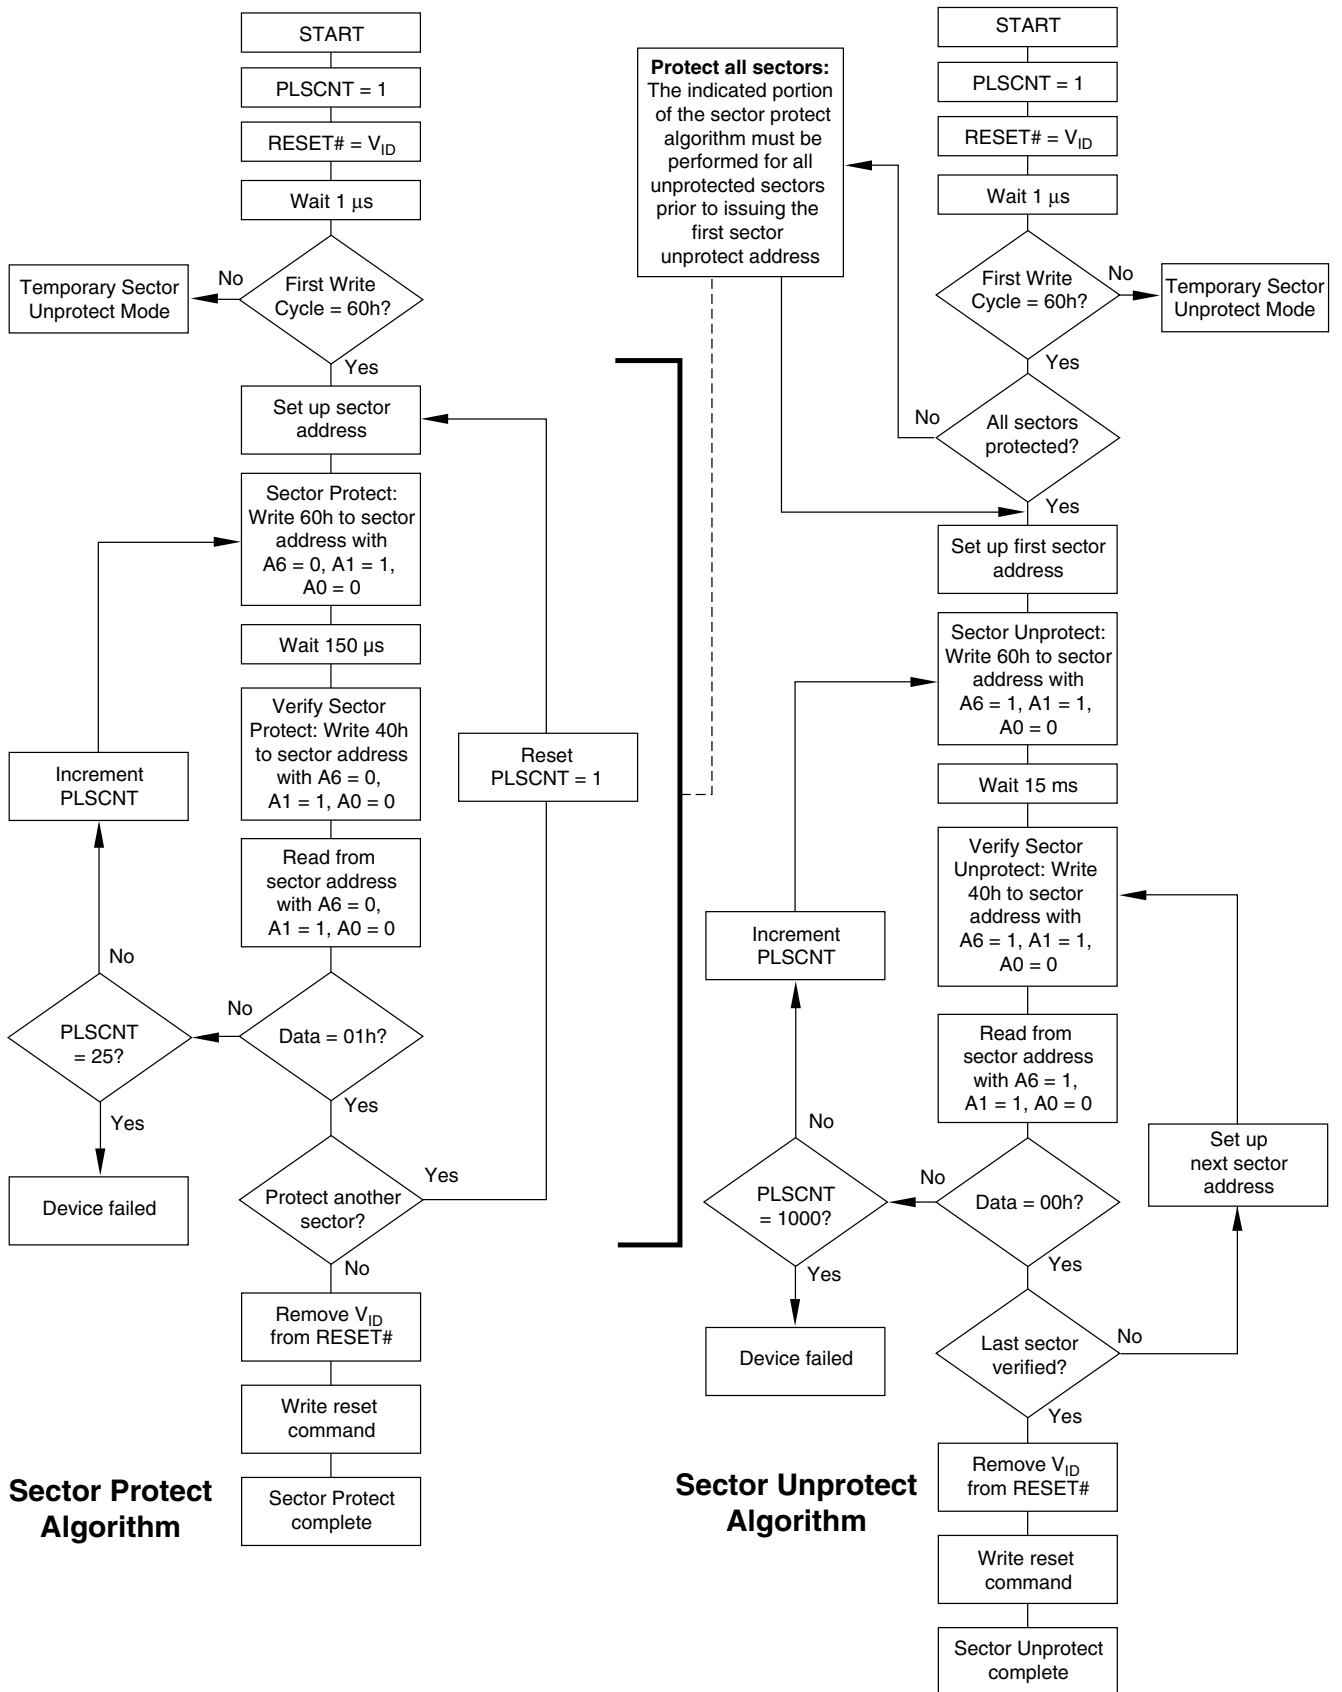 START
PLSCNT = 1
RESET# = VID
Wait 1 μs
First Write
Cycle = 60h?
No
Temporary Sector
Unprotect Mode
Yes
Set up sector
address
Sector Protect:
Write 60h to sector
address with
A6 = 0, A1 = 1,
A0 = 0
Wait 150 µs
Verify Sector
Protect: Write 40h
to sector address
with A6 = 0,
A1 = 1, A0 = 0
Reset
PLSCNT = 1
Increment
PLSCNT
Read from
sector address
with A6 = 0,
A1 = 1, A0 = 0
No
PLSCNT
= 25?
No
Data = 01h?
Yes
Yes
Device failed
Protect another
sector?
Yes
No
Remove VID
from RESET#
Write reset
command
Sector Protect
complete
Sector Protect
Algorithm
Protect all sectors:
The indicated portion
of the sector protect
algorithm must be
performed for all
unprotected sectors
prior to issuing the
first sector
unprotect address
START
PLSCNT = 1
RESET# = VID
Wait 1 μs
First Write
Cycle = 60h?
No
Temporary Sector
Unprotect Mode
Yes
No
All sectors
protected?
Yes
Set up first sector
address
Sector Unprotect:
Write 60h to sector
address with
A6 = 1, A1 = 1,
A0 = 0
Wait 15 ms
Verify Sector
Unprotect: Write
40h to sector
address with
A6 = 1, A1 = 1,
A0 = 0
Increment
PLSCNT
Read from
sector address
with A6 = 1,
A1 = 1, A0 = 0
No
PLSCNT
= 1000?
No
Data = 00h?
Set up
next sector
address
Yes
Yes
Device failed
Last sector
verified?
No
Yes
Remove VID
from RESET#
Write reset
command
Sector Unprotect
complete
Sector Unprotect
Algorithm